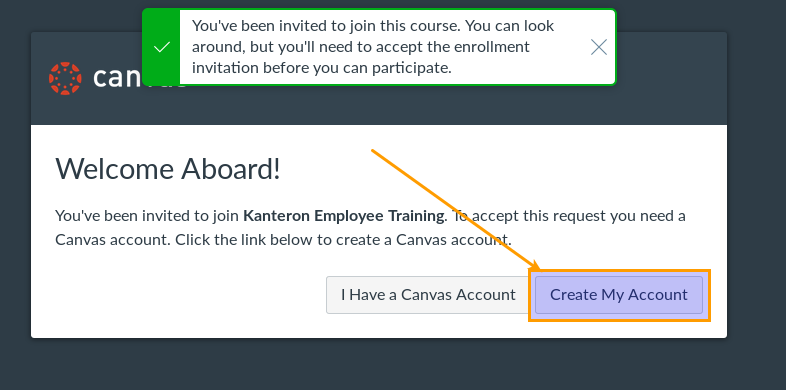 You've been invited to join this course. You can look
around, but you'll need to accept the enrollment
invitation before you can participate.
Welcome Aboard!
You've been invited to join Kanteron Employee Training. To accept this request you need a
Canvas account. Click the link below to create a Canvas account.
I Have a Canvas Account
Create My Account